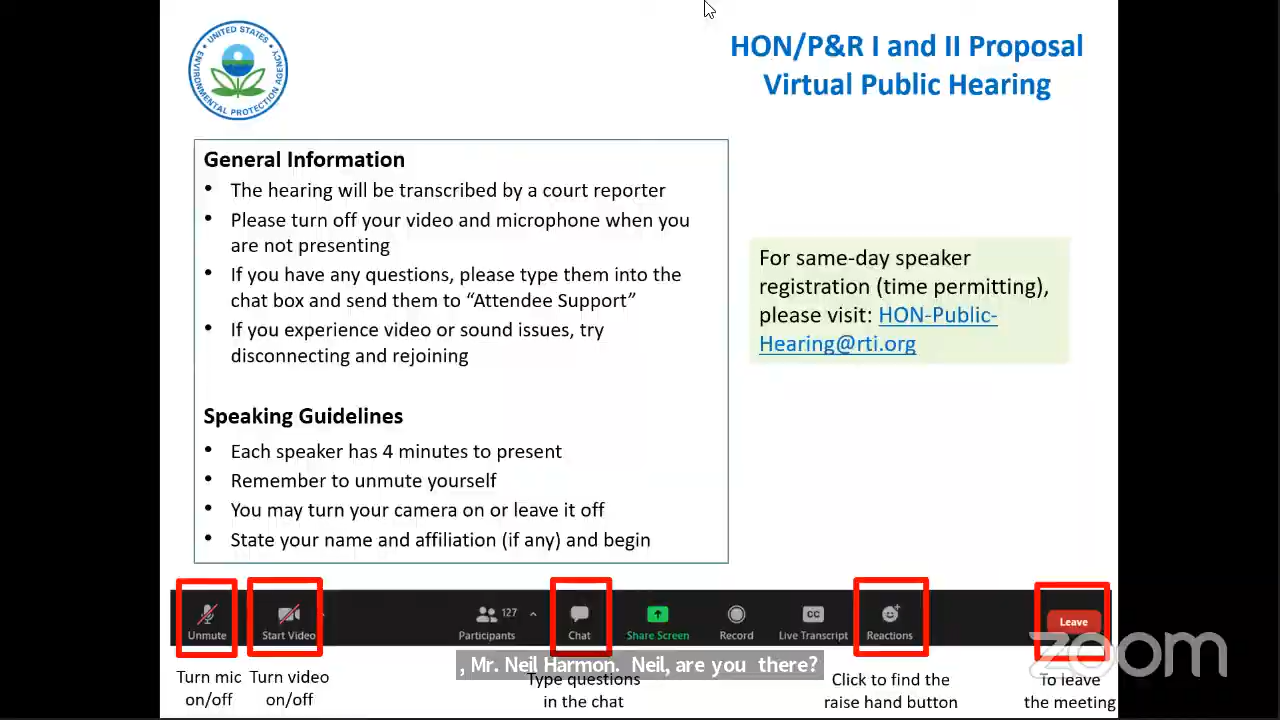 UNITED STATES
ENVIRONMENTAL PROTECTION AGENCY
HON/P&R I and II Proposal
Virtual Public Hearing
General Information
• The hearing will be transcribed by a court reporter
• Please turn off your video and microphone when you
are not presenting
• If you have any questions, please type them into the
chat box and send them to “Attendee Support”
• If you experience video or sound issues, try
disconnecting and rejoining
Speaking Guidelines
• Each speaker has 4 minutes to present
• Remember to unmute yourself
• You may turn your camera on or leave it off
• State your name and affiliation (if any) and begin
For same-day speaker
registration (time permitting),
please visit: HON-Public-
Hearing@rti.org
127
CC
Leave
Unmute
Start Video
Participants
Chat
Share Screen
Record
Live Transcript
Reactions
zoom
, Mr. Neil Harmon. Neil, are you there?
Turn mic
on/off
Turn video
on/off
Type questions
in the chat
Click to find the
raise hand button
To leave
the meeting